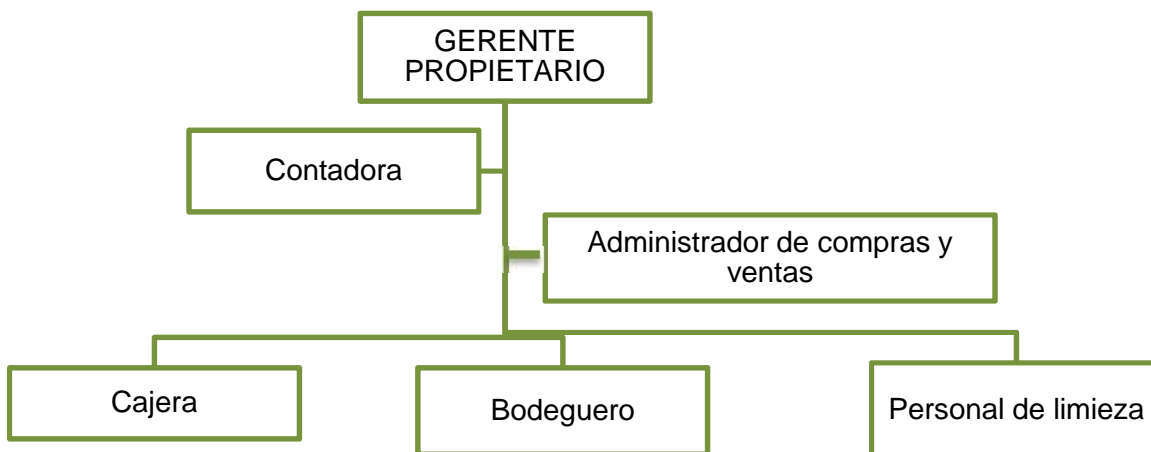 GERENTE
PROPIETARIO
Contadora
Administrador de compras y
ventas
Cajera
Bodeguero
Personal de limieza